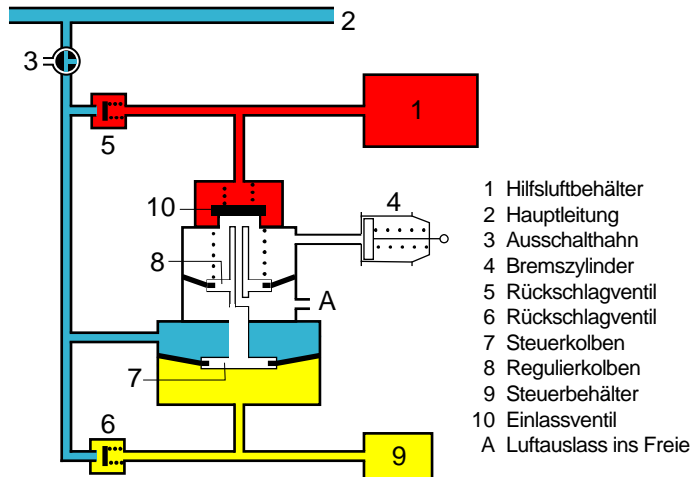 2
3
5
1
10
4
8
A
7
6
9
1 Hilfsluftbehälter
2 Hauptleitung
3 Ausschalthahn
4 Bremszylinder
5 Rückschlagventil
6 Rückschlagventil
7 Steuerkolben
8 Regulierkolben
9 Steuerbehälter
10 Einlassventil
A Luftauslass ins Freie